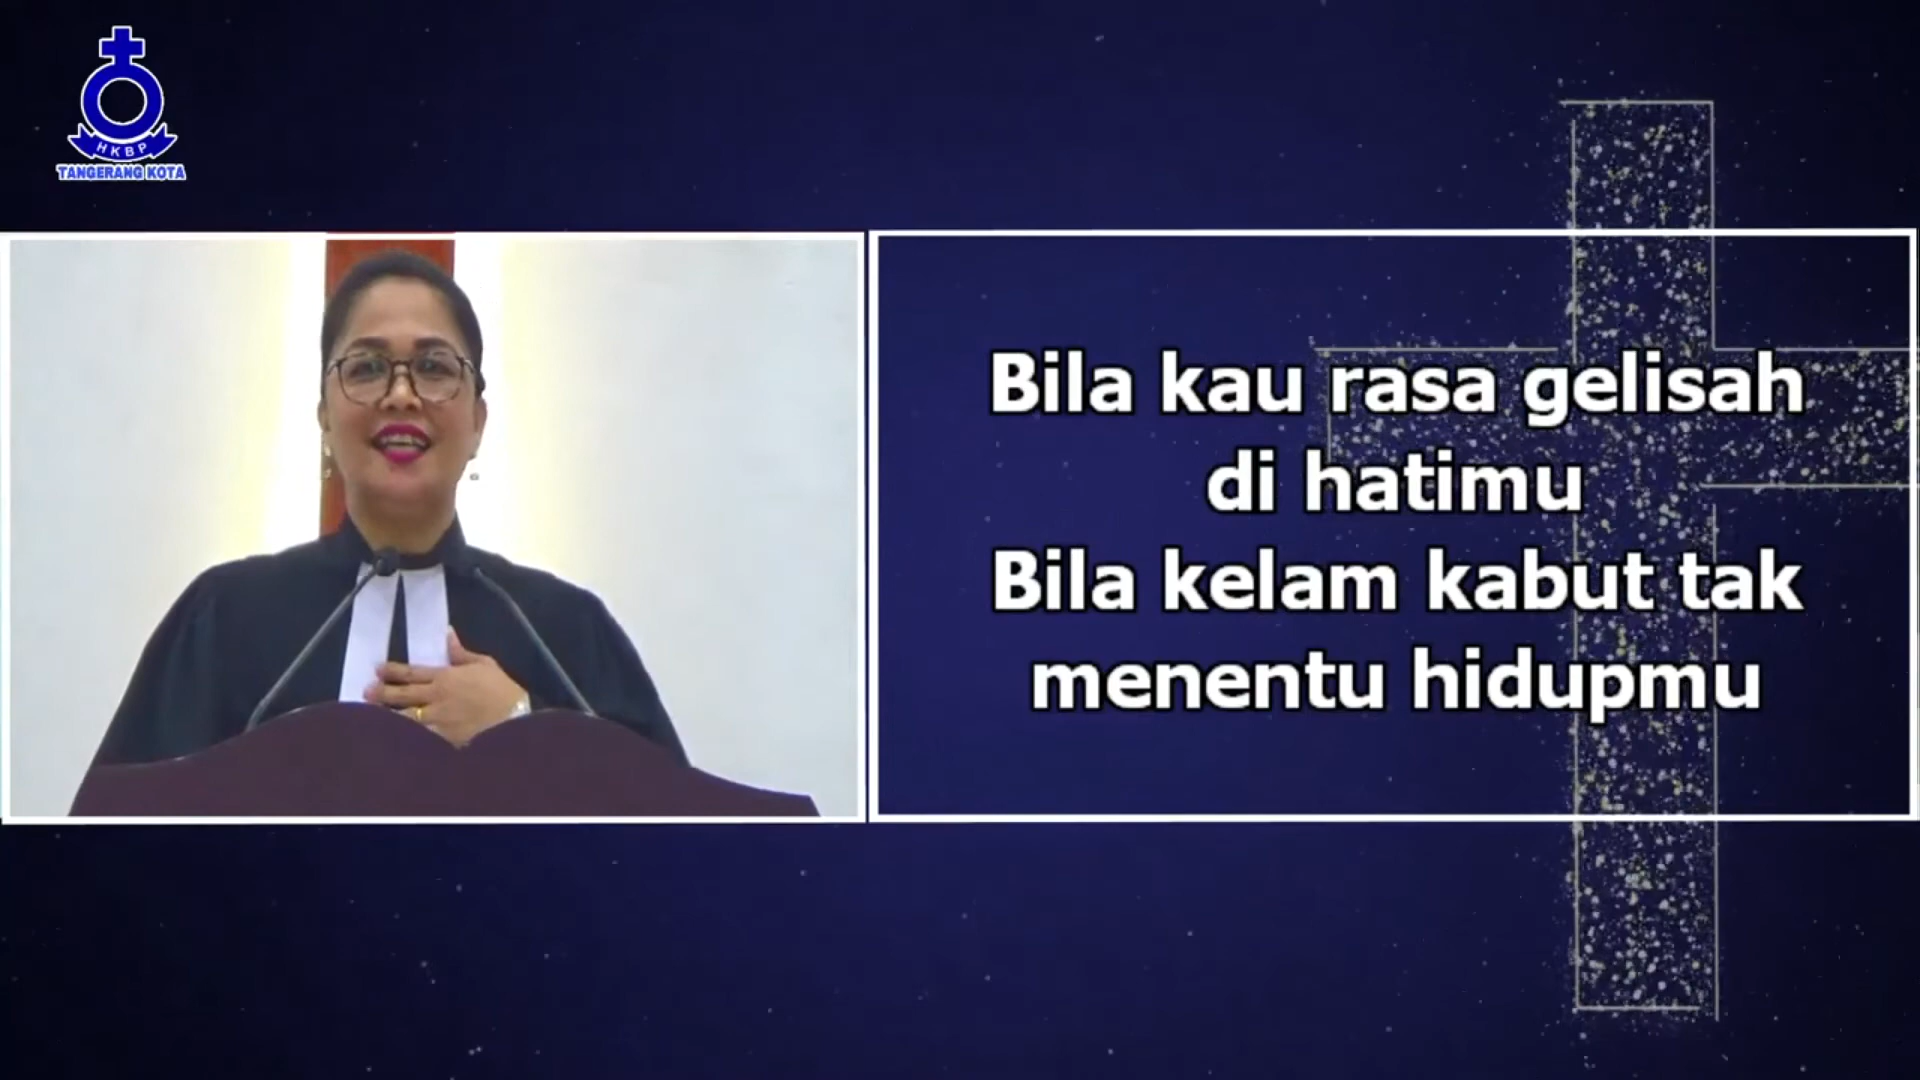 HKBP
TANGERANG KOTA
Bila kau rasa gelisah
di hatimu
Bila kelam kabut tak
menentu hidupmu